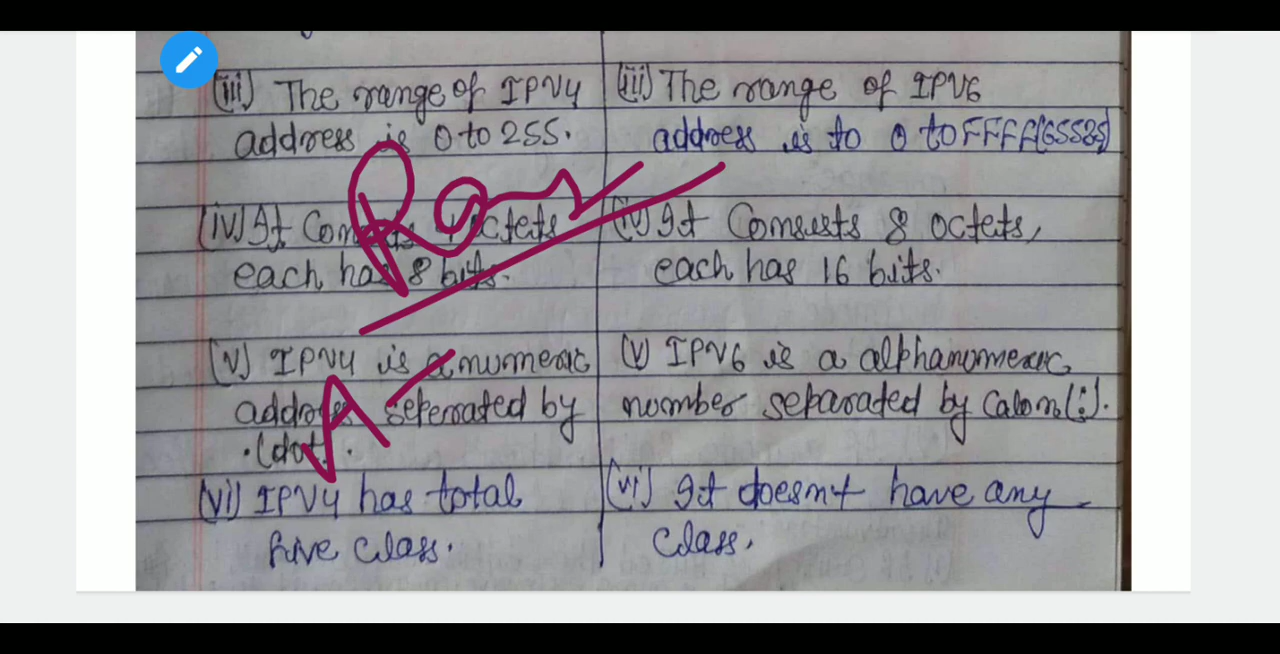 (iii) The range of IPV4
address is 0 to 255.
(iv) It Consists 4 octets
each has 8 bits.
(v) IPV4 is a numeric
address seperated by
.(dot).
(vi) IPV4 has total
five class.
(iii) The range of IPV6
address is to 0 to FFFF(65535)
(iv) It Consists 8 octets,
each has 16 bits.
(v) IPV6 is a alphanumeric
number separated by Colon(:).
(vi) It doesn't have any
Class.